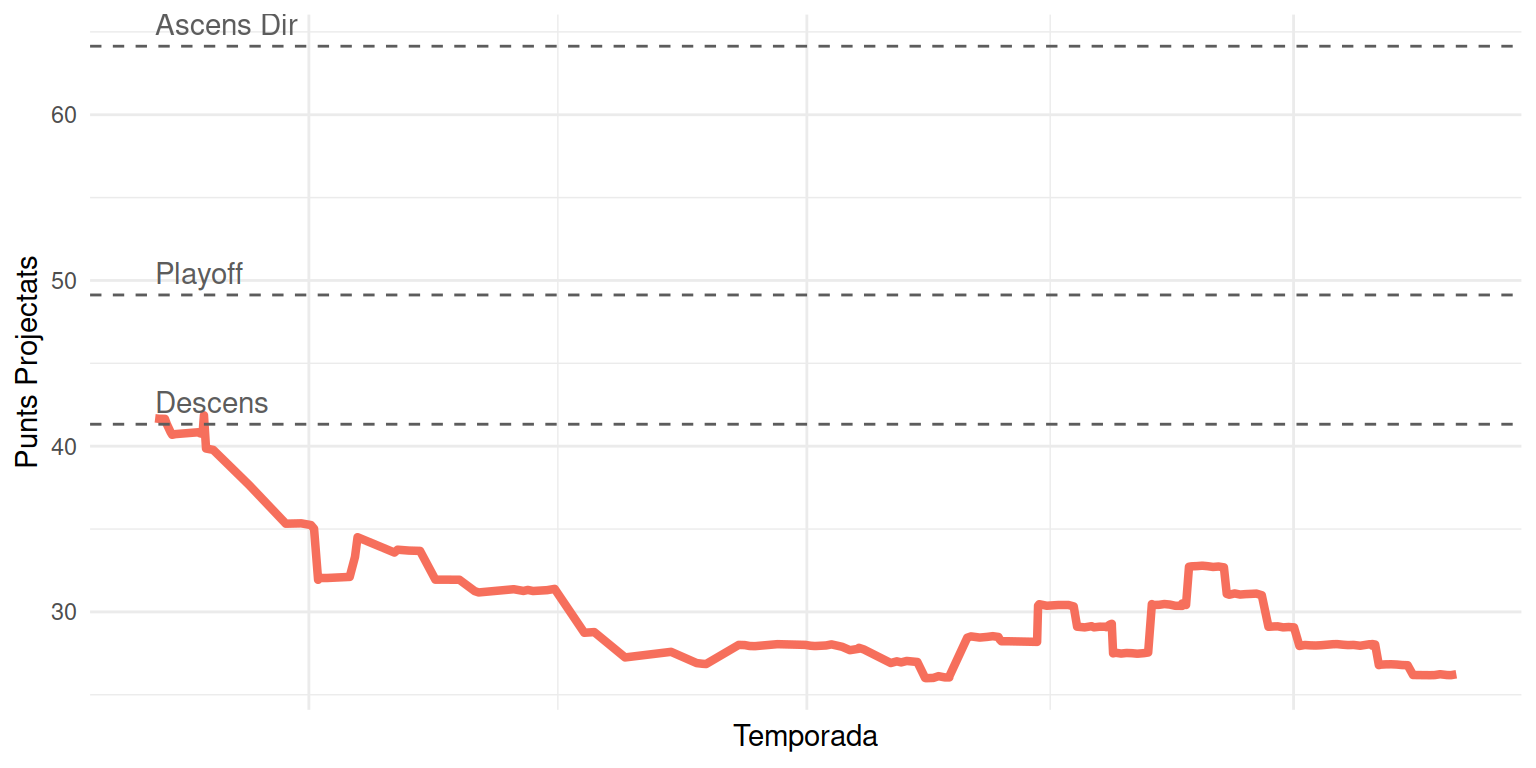 Ascens Dir
60
Playoff
50
Descens
40
30
Punts Projectats
Temporada